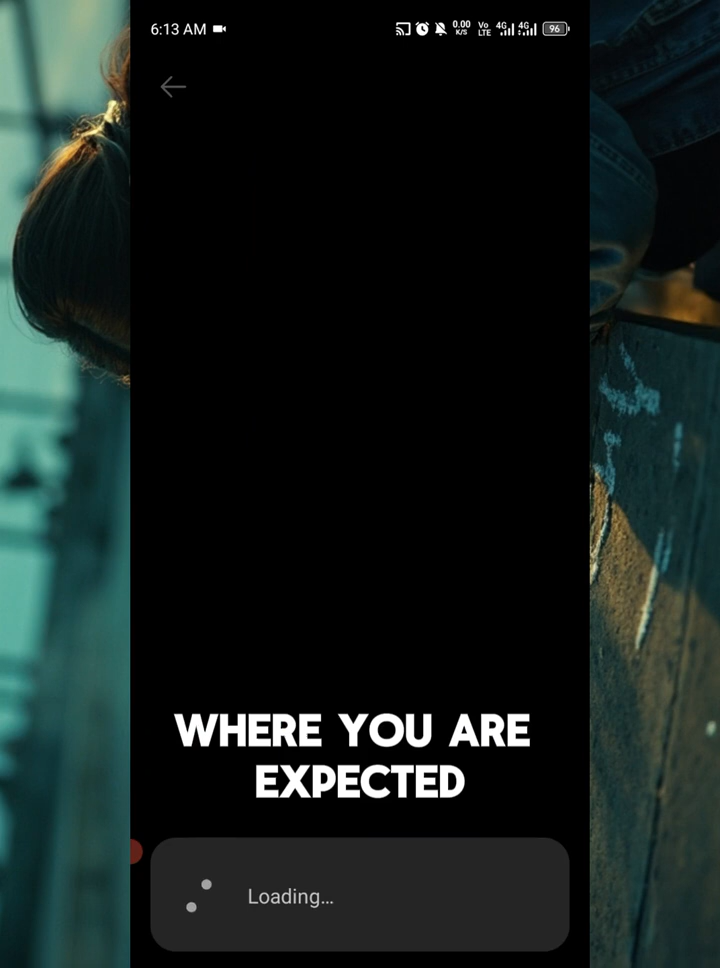 6:13 AM
0.00
K/S
Vo
LTE
4G
4G
96
WHERE YOU ARE
EXPECTED
Loading...